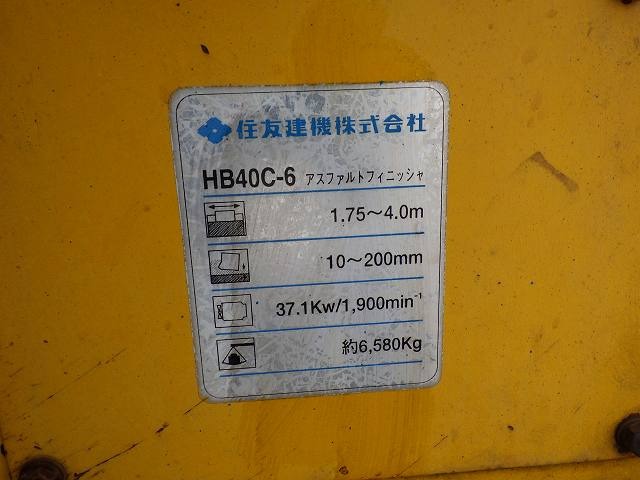 住友建機株式会社
HB40C-6 アスファルトフィニッシャ
1.75～4.0m
10～200mm
37.1Kw/1,900min⁻¹
約6,580Kg